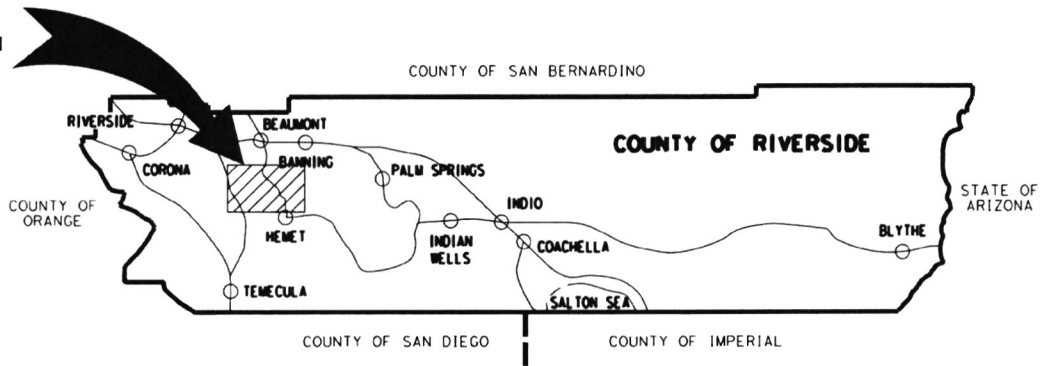 COUNTY OF SAN BERNARDINO
RIVERSIDE
BEAUMONT
COUNTY OF RIVERSIDE
CORONA
BANNING
PALM SPRINGS
COUNTY OF
ORANGE
STATE OF
ARIZONA
INDIO
HEMET
INDIAN
WELLS
COACHELLA
BLYTHE
TEMECULA
SALTON SEA
COUNTY OF SAN DIEGO
COUNTY OF IMPERIAL